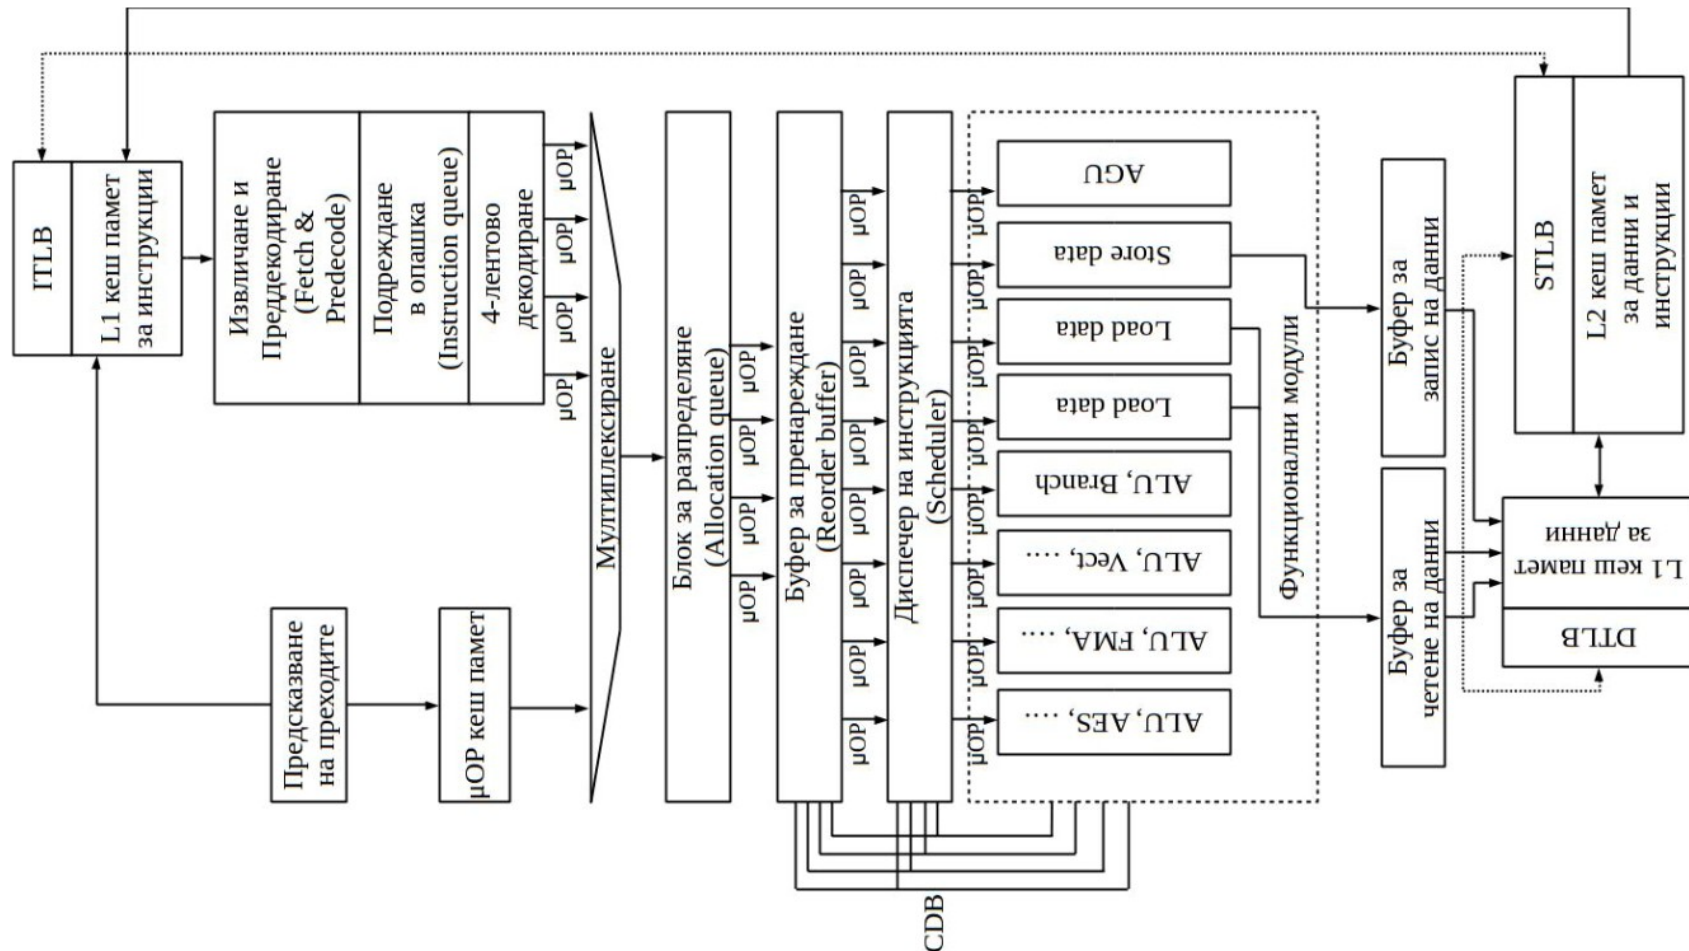 ITLB
L1 кеш памет
за инструкции
Извличане и
Преддекодиране
(Fetch &
Predecode)
Подреждане
в опашка
(Instruction queue)
4-лентово
декодиране
μOP
μOP
μOP
μOP
Предсказване
на преходите
μOP кеш памет
Мултиплексиране
Блок за разпределяне
(Allocation queue)
μOP
μOP
μOP
μOP
Буфер за пренареждане
(Reorder buffer)
μOP
μOP
μOP
μOP
μOP
μOP
μOP
μOP
Диспечер на инструкцията
(Scheduler)
μOP
μOP
μOP
μOP
μOP
μOP
μOP
μOP
AGU
Store data
Load data
Load data
ALU, Branch
ALU, Vect, ....
ALU, FMA, ....
ALU, AES, ....
Функционални модули
CDB
Буфер за
запис на данни
Буфер за
четене на данни
STLB
L2 кеш памет
за данни и
инструкции
L1 кеш памет
за данни
DTLB